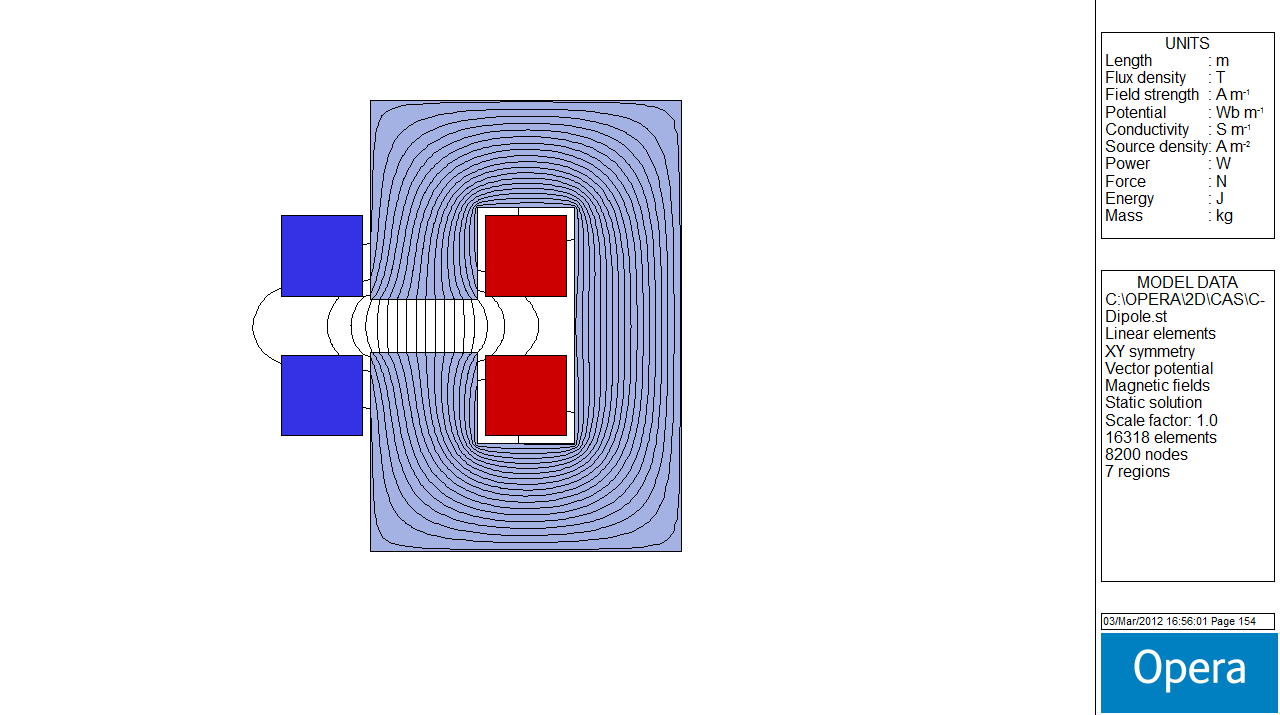 UNITS
Length : m
Flux density : T
Field strength : A m⁻¹
Potential : Wb m⁻¹
Conductivity : S m⁻¹
Source density: A m⁻²
Power : W
Force : N
Energy : J
Mass : kg
MODEL DATA
C:\OPERA\2D\CAS\C-
Dipole.st
Linear elements
XY symmetry
Vector potential
Magnetic fields
Static solution
Scale factor: 1.0
16318 elements
8200 nodes
7 regions
03/Mar/2012 16:56:01 Page 154
Opera